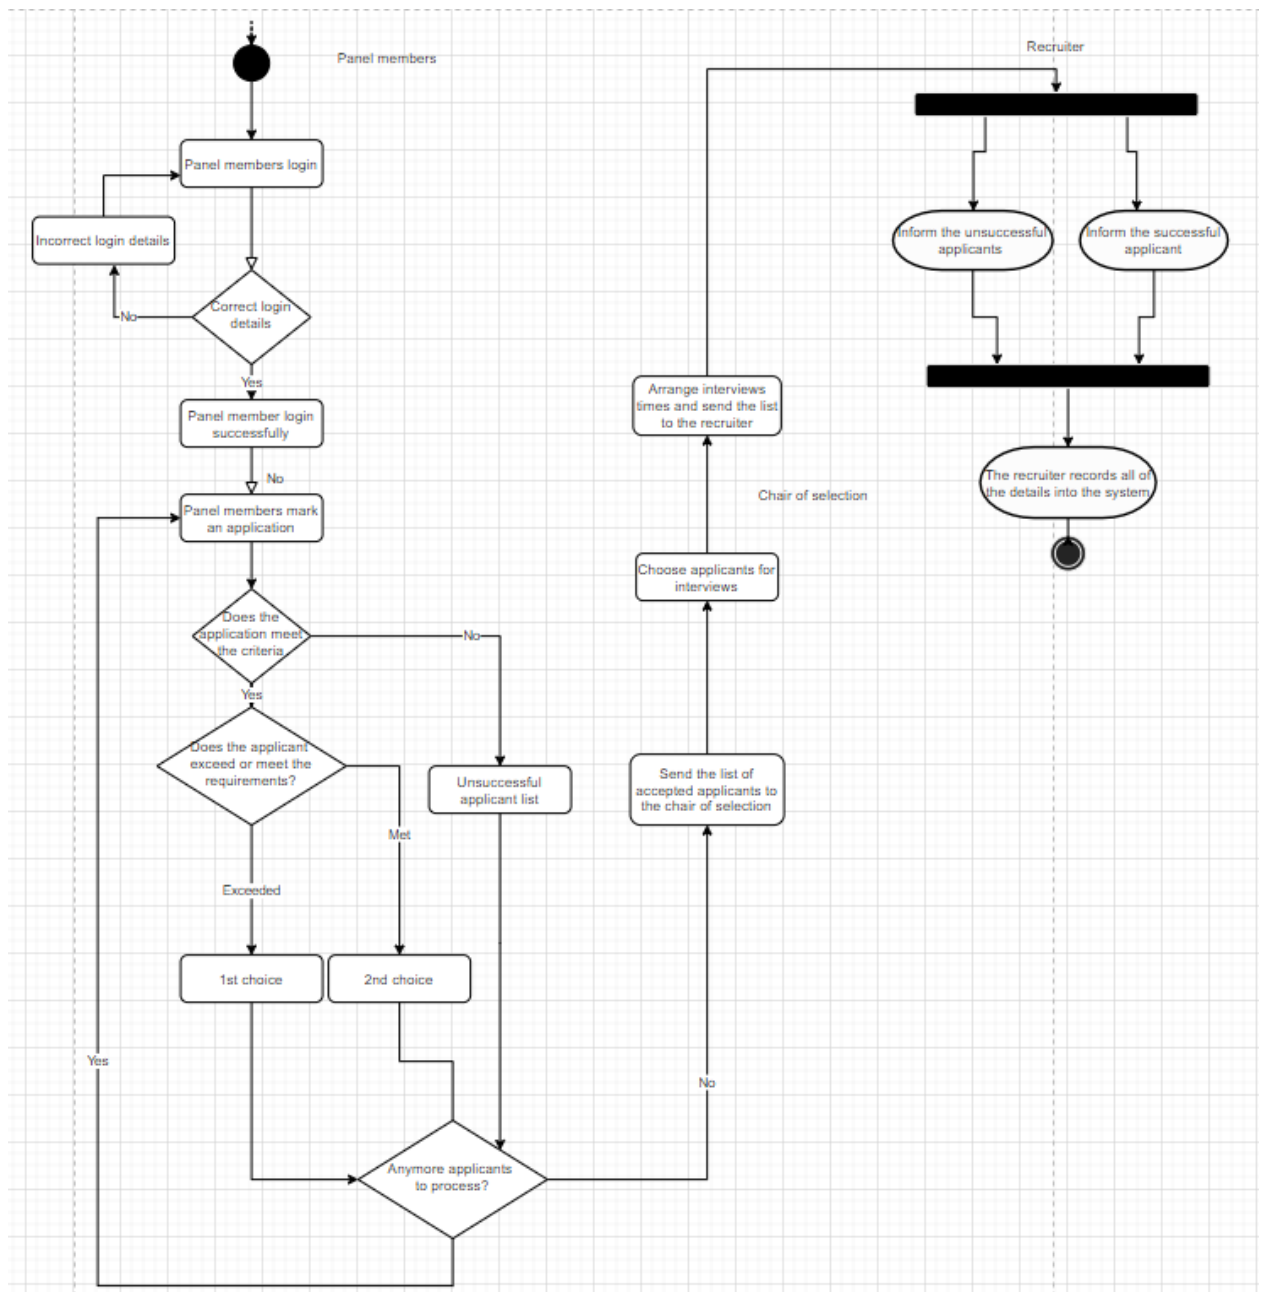 Panel members
Panel members login
Incorrect login details
Correct login
details
No
Yes
Panel member login
successfully
No
Panel members mark
an application
Does the
application meet
the criteria
No
Yes
Does the applicant
exceed or meet the
requirements?
Unsuccessful
applicant list
Met
Exceeded
1st choice
2nd choice
Yes
Anymore applicants
to process?
No
Send the list of
accepted applicants to
the chair of selection
Choose applicants for
interviews
Chair of selection
Arrange interviews
times and send the list
to the recruiter
Recruiter
Inform the unsuccessful
applicants
Inform the successful
applicant
The recruiter records all of
the details into the system